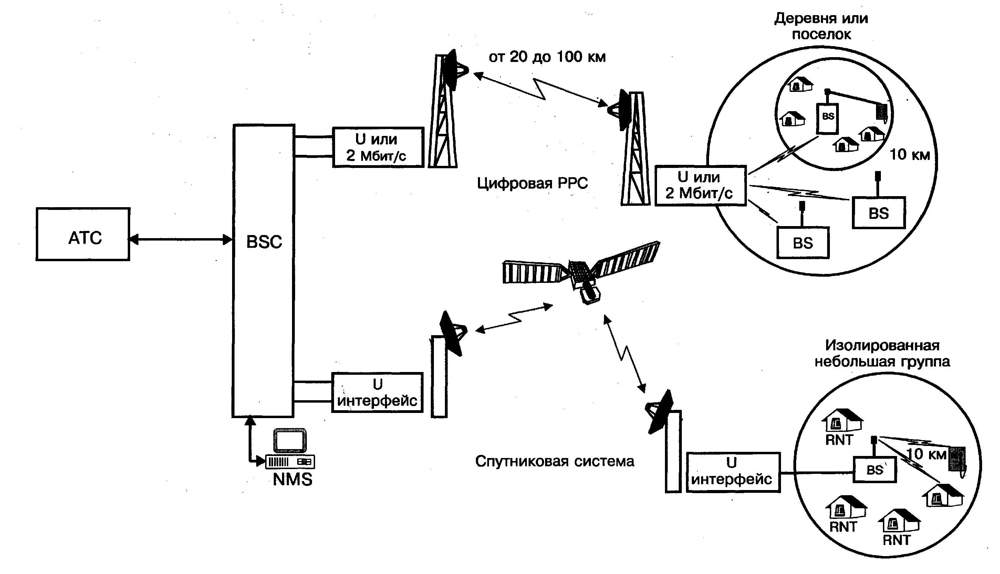 Деревня или
поселок
от 20 до 100 км
BS
U или
2 Мбит/с
10 км
Цифровая РРС
U или
2 Мбит/с
BS
BS
АТС
BSC
Изолированная
небольшая группа
U
интерфейс
RNT
10 км
Спутниковая система
U
интерфейс
BS
NMS
RNT
RNT